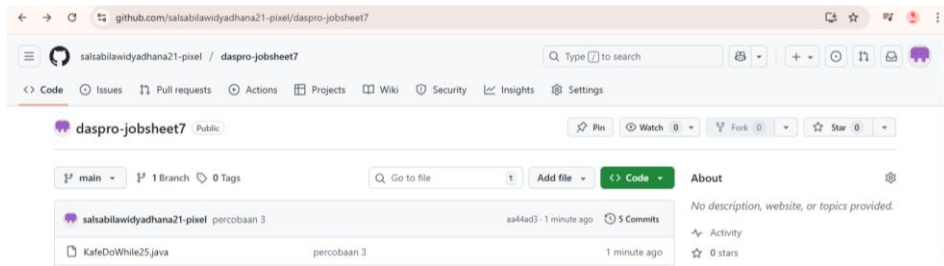 github.com/salsabilawidyadhana21-pixel/daspro-jobsheet7
salsabilawidyadhana21-pixel / daspro-jobsheet7 Type / to search
Code Issues Pull requests Actions Projects Wiki Security Insights Settings
daspro-jobsheet7 Public Pin Watch 0 Fork 0 Star 0
main 1 Branch 0 Tags Go to file t Add file Code About
No description, website, or topics provided.
salsabilawidyadhana21-pixel percobaan 3 aa44ad3 · 1 minute ago 5 Commits
Activity
KafeDoWhile25.java percobaan 3 1 minute ago 0 stars